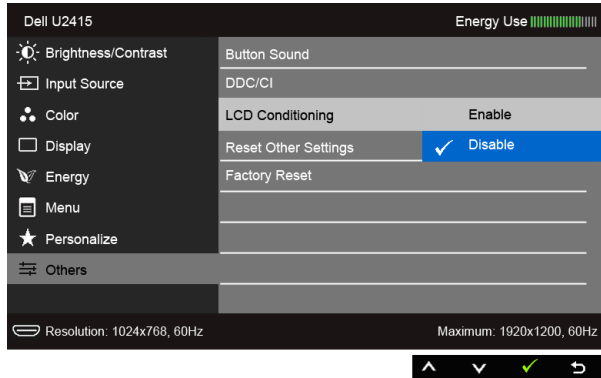 Dell U2415
Energy Use
Brightness/Contrast
Input Source
Color
Display
Energy
Menu
Personalize
Others
Button Sound
DDC/CI
LCD Conditioning
Enable
Reset Other Settings
Disable
Factory Reset
Resolution: 1024x768, 60Hz
Maximum: 1920x1200, 60Hz